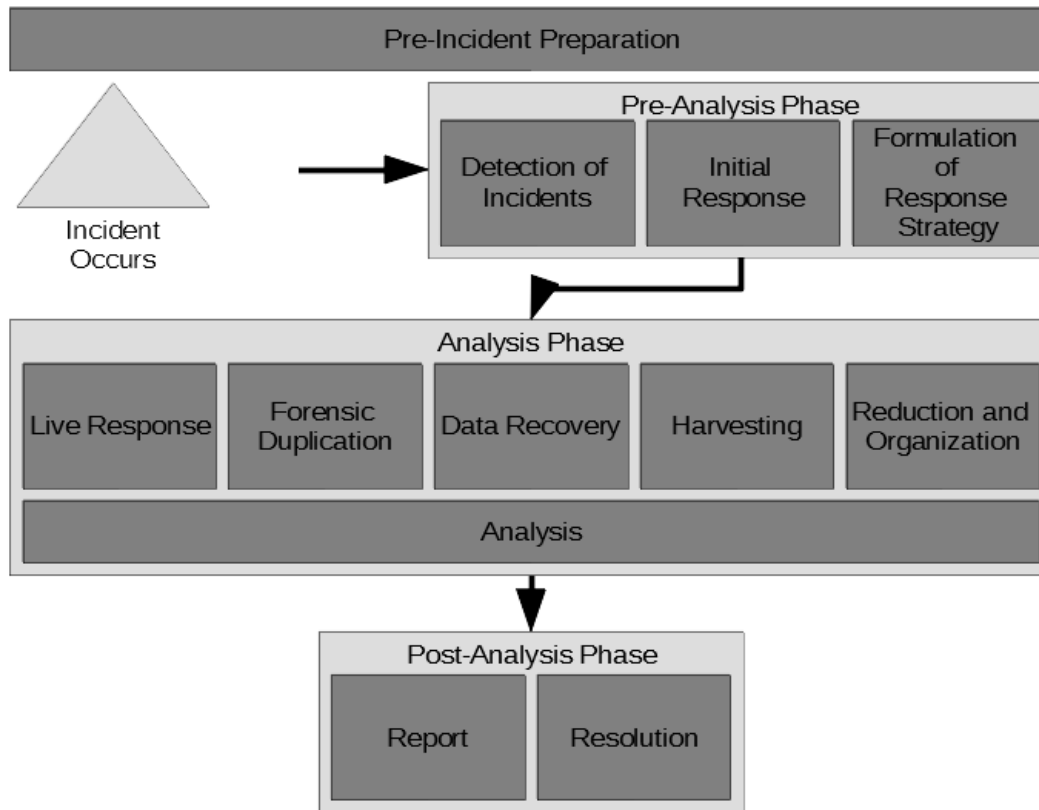 Pre-Incident Preparation
Pre-Analysis Phase
Detection of
Incidents
Initial
Response
Formulation
of
Response
Strategy
Incident
Occurs
Analysis Phase
Live Response
Forensic
Duplication
Data Recovery
Harvesting
Reduction and
Organization
Analysis
Post-Analysis Phase
Report
Resolution